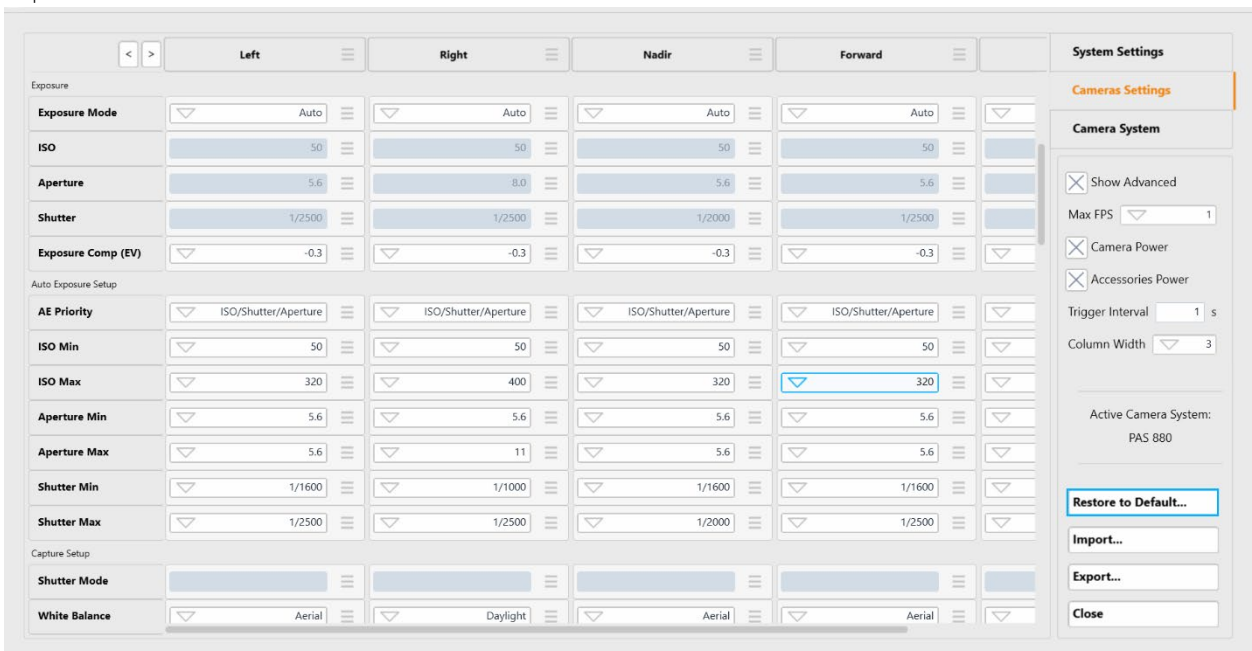 < > Left Right Nadir Forward
Exposure
Exposure Mode Auto Auto Auto Auto
ISO 50 50 50 50
Aperture 5.6 8.0 5.6 5.6
Shutter 1/2500 1/2500 1/2000 1/2500
Exposure Comp (EV) -0.3 -0.3 -0.3 -0.3
Auto Exposure Setup
AE Priority ISO/Shutter/Aperture ISO/Shutter/Aperture ISO/Shutter/Aperture ISO/Shutter/Aperture
ISO Min 50 50 50 50
ISO Max 320 400 320 320
Aperture Min 5.6 5.6 5.6 5.6
Aperture Max 5.6 11 5.6 5.6
Shutter Min 1/1600 1/1000 1/1600 1/1600
Shutter Max 1/2500 1/2500 1/2000 1/2500
Capture Setup
Shutter Mode
White Balance Aerial Daylight Aerial Aerial
System Settings
Cameras Settings
Camera System
Show Advanced
Max FPS 1
Camera Power
Accessories Power
Trigger Interval 1 s
Column Width 3
Active Camera System:
PAS 880
Restore to Default...
Import...
Export...
Close